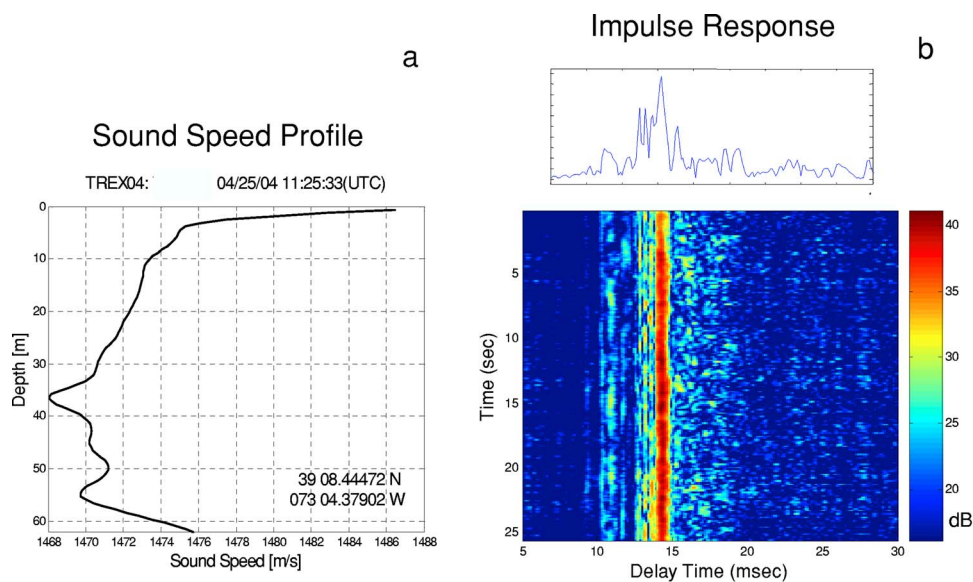 a
Sound Speed Profile
TREX04: 04/25/04 11:25:33(UTC)
0
10
20
30
40
50
60
Depth [m]
39 08.44472 N
073 04.37902 W
1468 1470 1472 1474 1476 1478 1480 1482 1484 1486 1488
Sound Speed [m/s]
Impulse Response
b
5
10
15
20
25
Time (sec)
5 10 15 20 25 30
Delay Time (msec)
40
35
30
25
20
dB